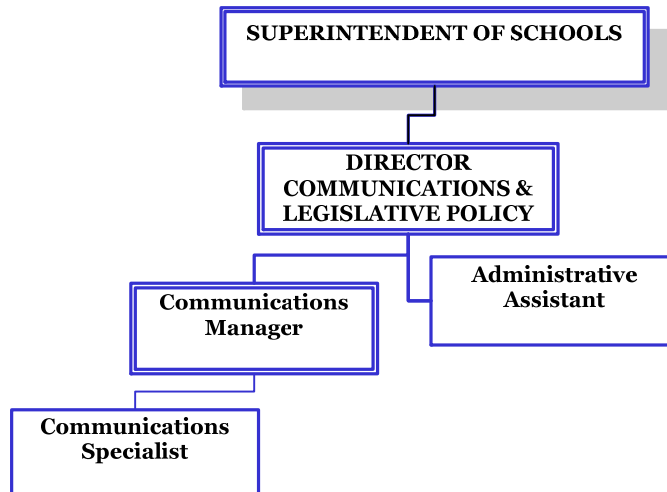 SUPERINTENDENT OF SCHOOLS
DIRECTOR
COMMUNICATIONS &
LEGISLATIVE POLICY
Administrative
Assistant
Communications
Manager
Communications
Specialist